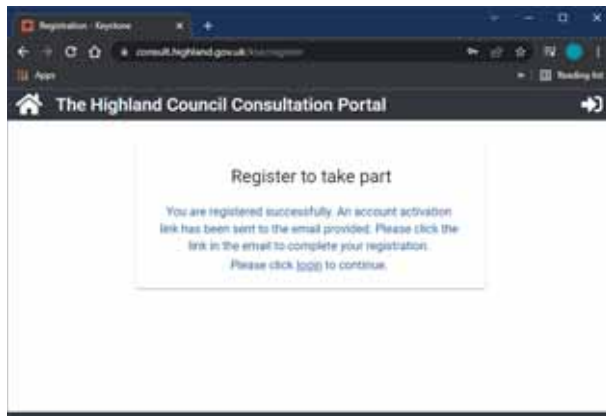 Registration - Keystone
consult.highland.gov.uk
Apps
Reading list
The Highland Council Consultation Portal
Register to take part
You are registered successfully. An account activation
link has been sent to the email provided. Please click the
link in the email to complete your registration.
Please click login to continue.